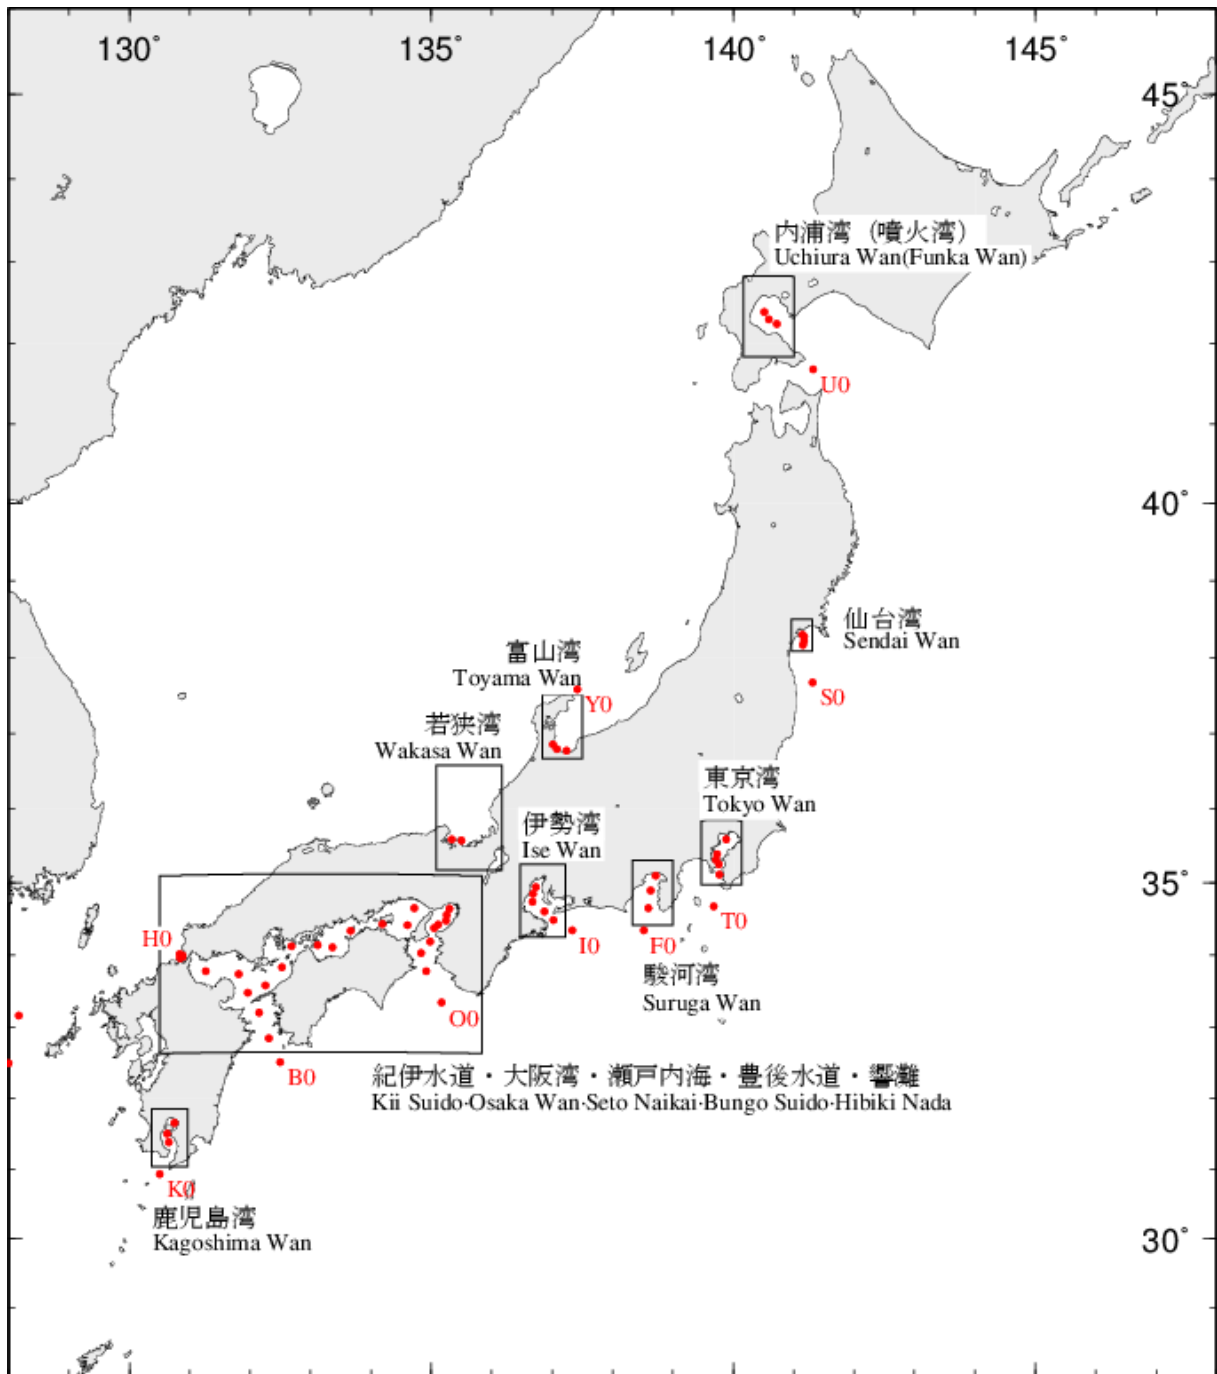 130° 135° 140° 145°
45°
内浦湾（噴火湾）
Uchiura Wan(Funka Wan)
U0
40°
仙台湾
Sendai Wan
S0
富山湾
Toyama Wan
Y0
若狭湾
Wakasa Wan
東京湾
Tokyo Wan
T0
伊勢湾
Ise Wan
I0
35°
F0
駿河湾
Suruga Wan
H0
O0
B0
紀伊水道・大阪湾・瀬戸内海・豊後水道・響灘
Kii Suido·Osaka Wan·Seto Naikai·Bungo Suido·Hibiki Nada
K0
鹿児島湾
Kagoshima Wan
30°